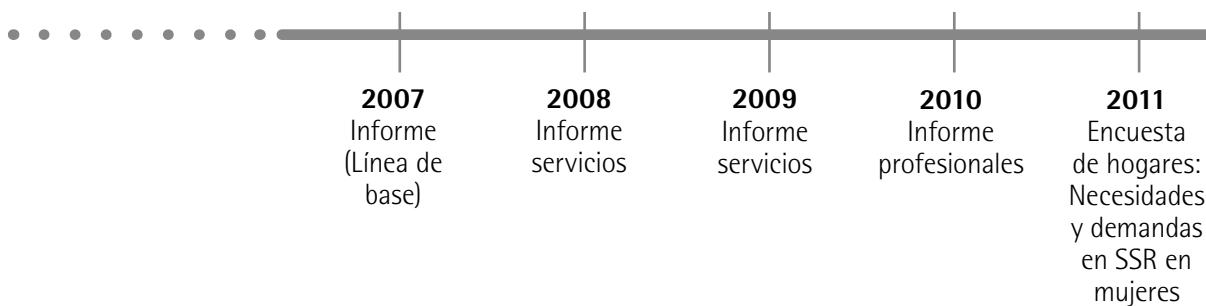 2007
Informe
(Línea de
base)
2008
Informe
servicios
2009
Informe
servicios
2010
Informe
profesionales
2011
Encuesta
de hogares:
Necesidades
y demandas
en SSR en
mujeres